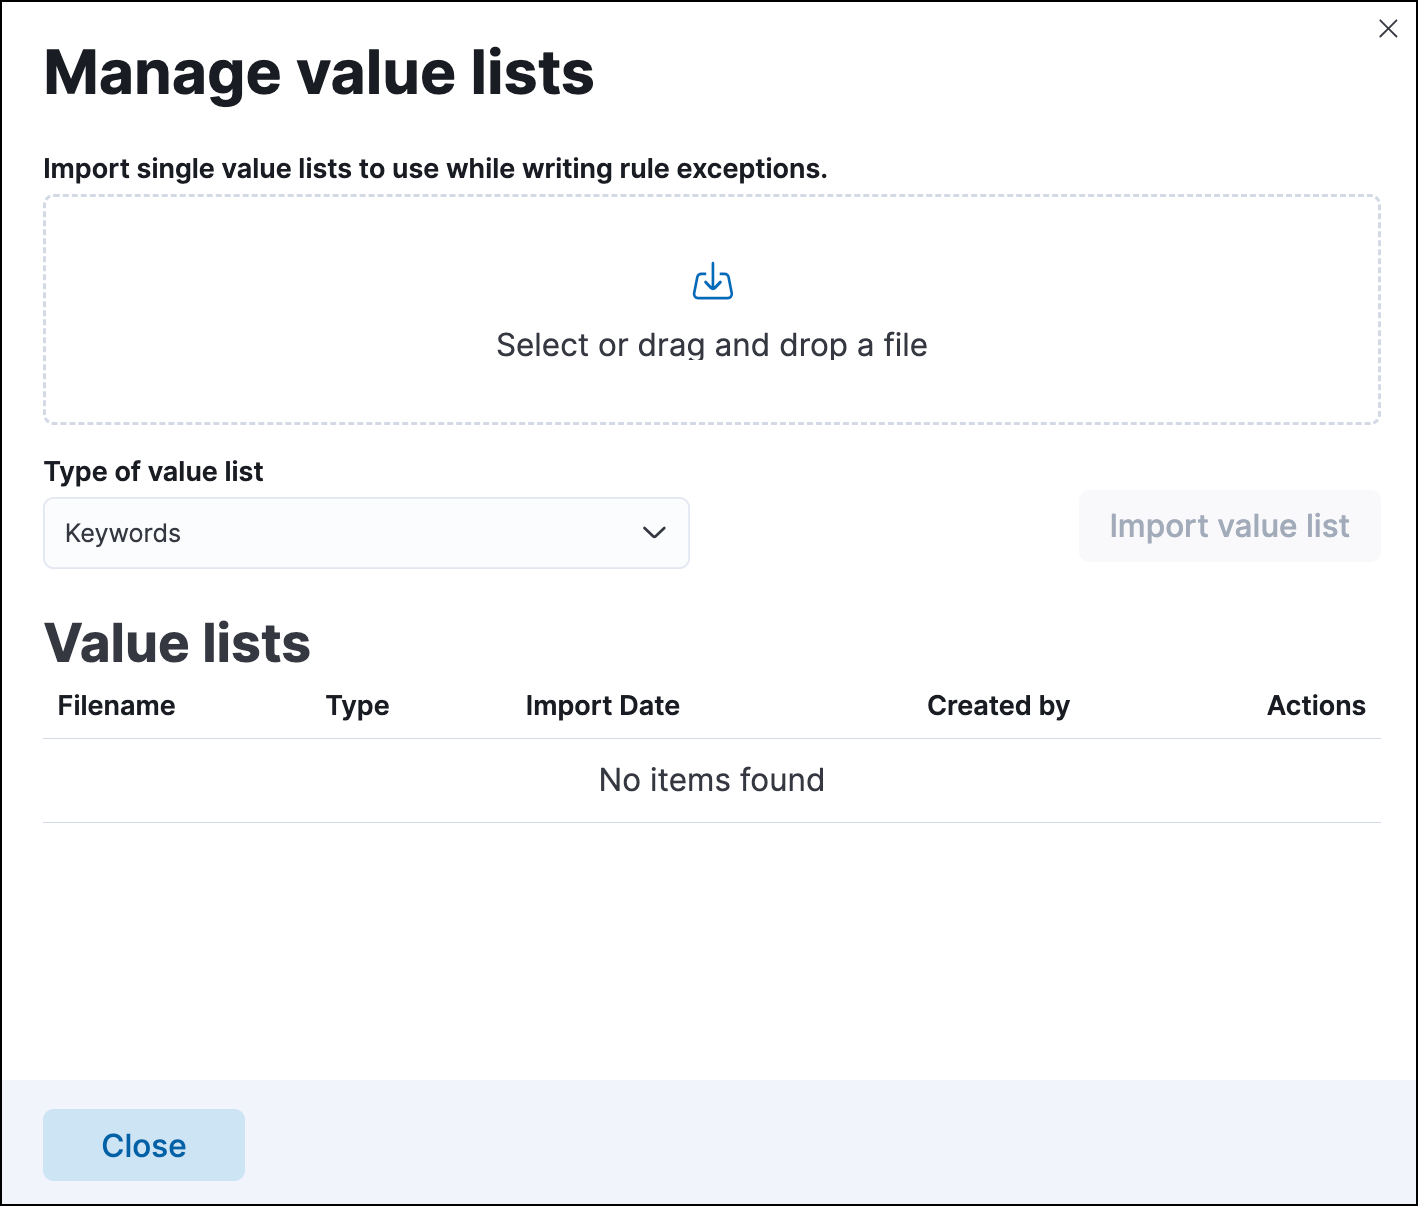 Manage value lists
Import single value lists to use while writing rule exceptions.
Select or drag and drop a file
Type of value list
Keywords
Import value list
Value lists
Filename Type Import Date Created by Actions
No items found
Close